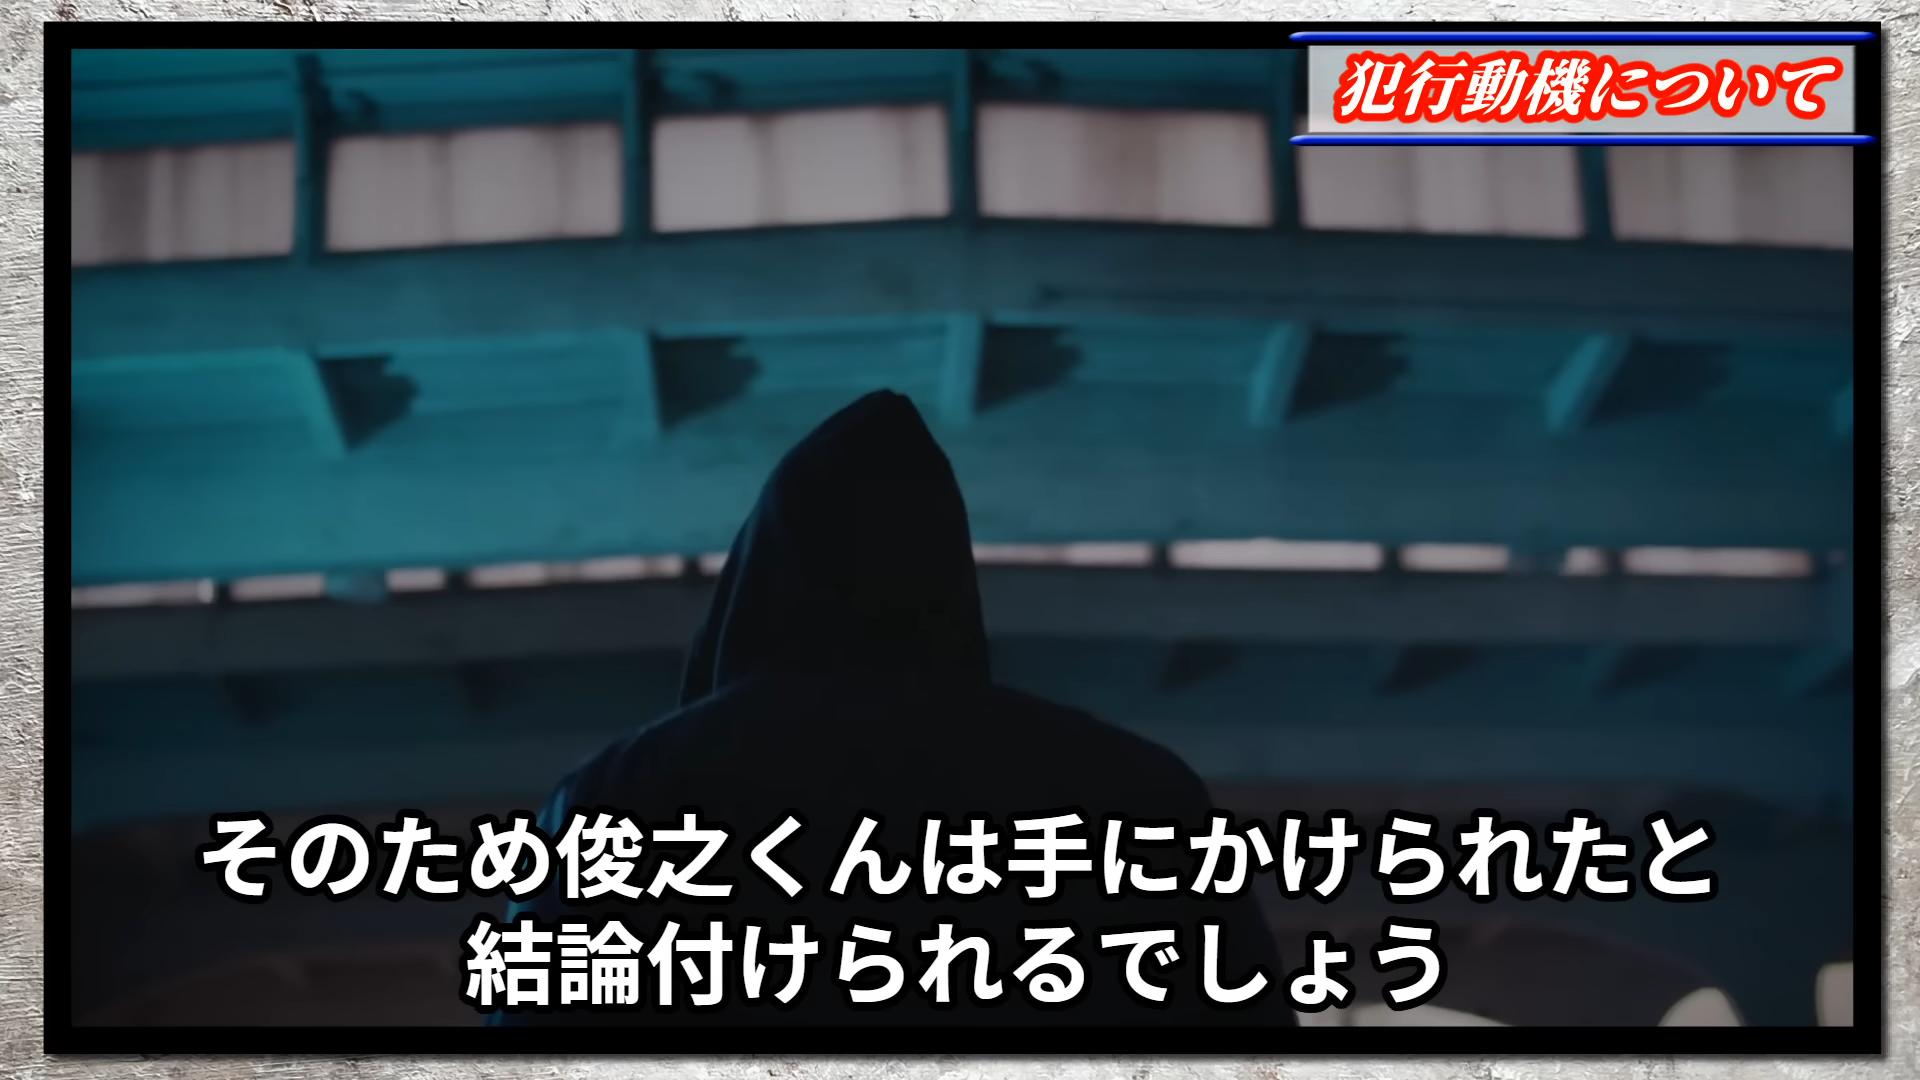 犯行動機について
そのため俊之くんは手にかけられたと
結論付けられるでしょう